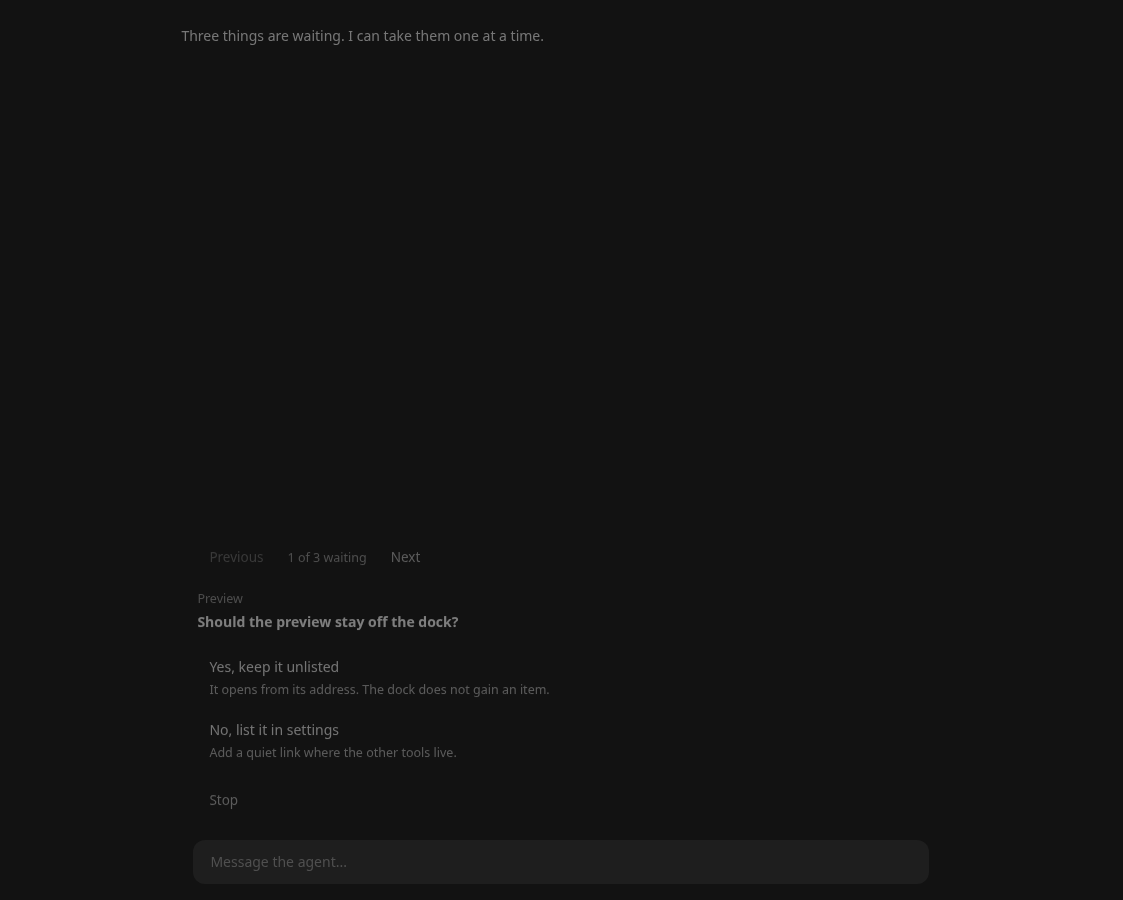 Three things are waiting. I can take them one at a time.
Previous 1 of 3 waiting Next
Preview
Should the preview stay off the dock?
Yes, keep it unlisted
It opens from its address. The dock does not gain an item.
No, list it in settings
Add a quiet link where the other tools live.
Stop
Message the agent...